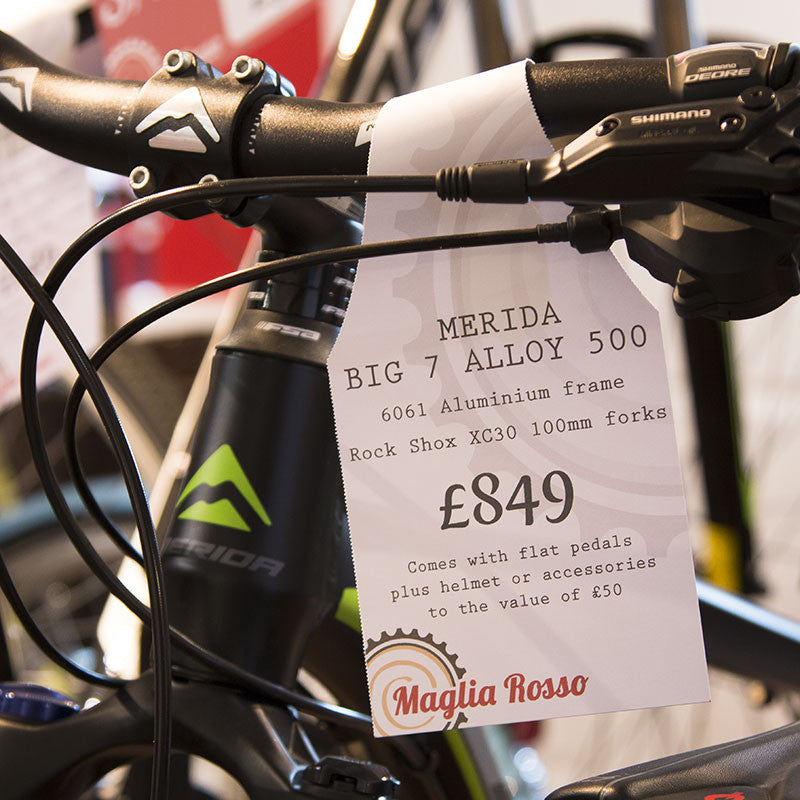 SHIMANO
DEORE
SHIMANO
FSA
MERIDA
BIG 7 ALLOY 500
6061 Aluminium frame
Rock Shox XC30 100mm forks
£849
Comes with flat pedals
plus helmet or accessories
to the value of £50
MERIDA
Maglia Rosso